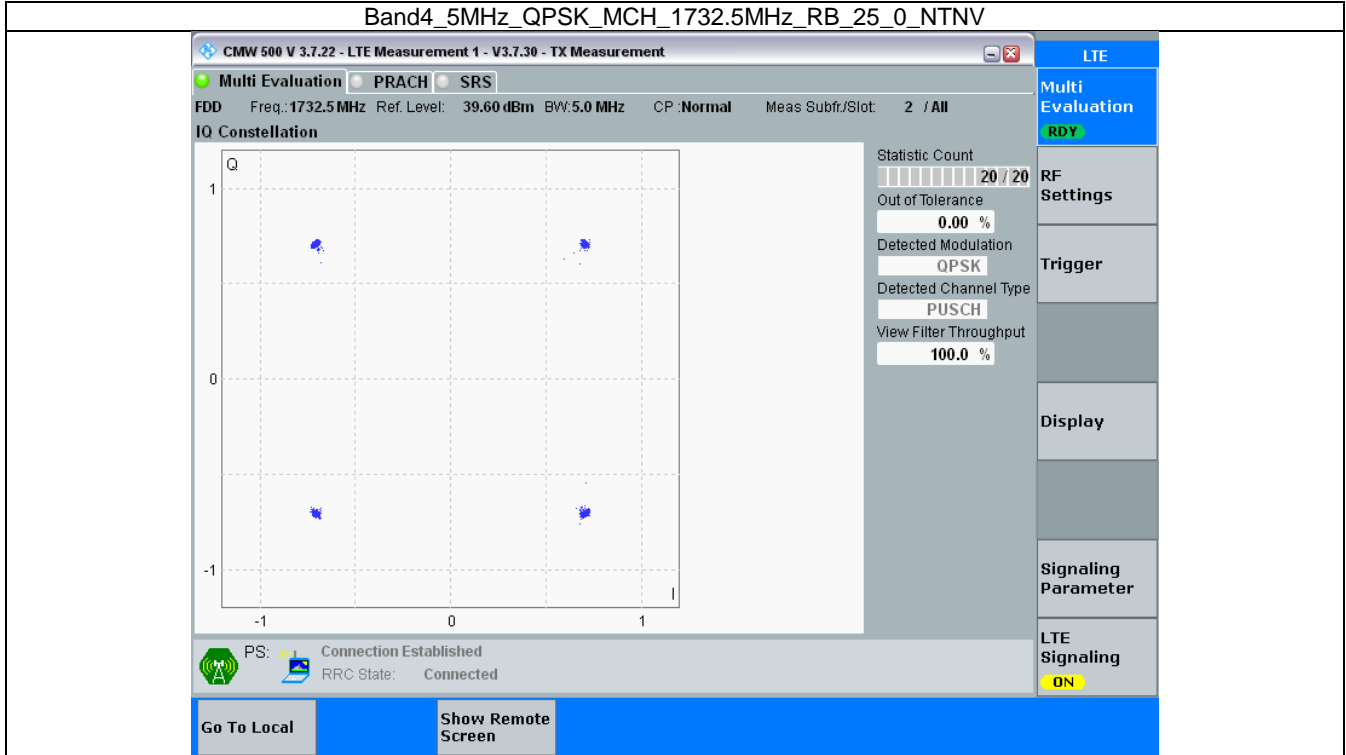 Band4_5MHz_QPSK_MCH_1732.5MHz_RB_25_0_NTNV
CMW 500 V 3.7.22 - LTE Measurement 1 - V3.7.30 - TX Measurement
LTE
Multi Evaluation PRACH SRS
Multi
Evaluation
RDY
FDD Freq.: 1732.5 MHz Ref. Level: 39.60 dBm BW: 5.0 MHz CP : Normal Meas Subfr./Slot: 2 / All
IQ Constellation
Q
1
0
-1
-1 0 1
I
Statistic Count
20 / 20
Out of Tolerance
0.00 %
Detected Modulation
QPSK
Detected Channel Type
PUSCH
View Filter Throughput
100.0 %
RF
Settings
Trigger
Display
Signaling
Parameter
LTE
Signaling
ON
PS: Connection Established
RRC State: Connected
Go To Local
Show Remote
Screen